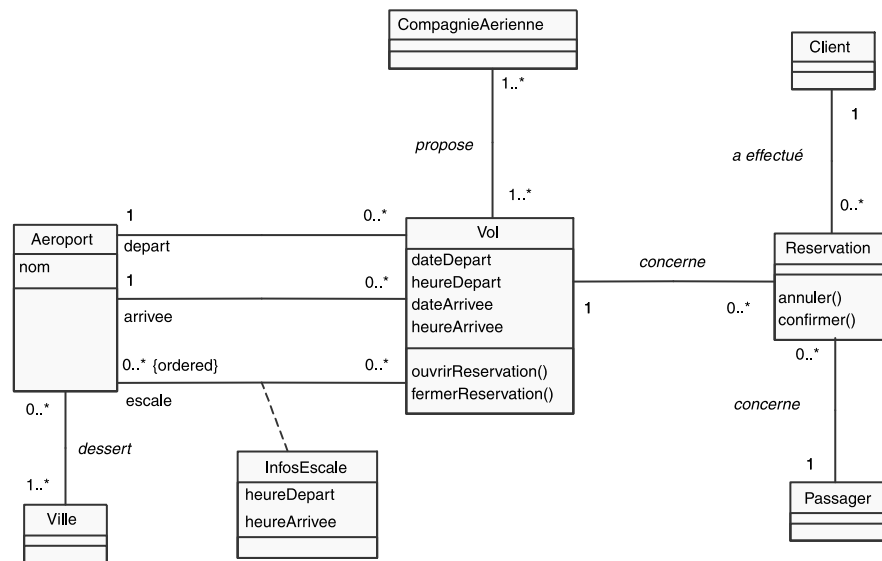 CompagnieAerienne
1..*
propose
1..*
Client
1
a effectué
0..*
Aeroport
nom
1
0..*
depart
1
0..*
arrivee
0..* {ordered}
0..*
escale
Vol
dateDepart
heureDepart
dateArrivee
heureArrivee
ouvrirReservation()
fermerReservation()
concerne
1
0..*
Reservation
annuler()
confirmer()
0..*
concerne
1
Passager
0..*
dessert
1..*
Ville
InfosEscale
heureDepart
heureArrivee